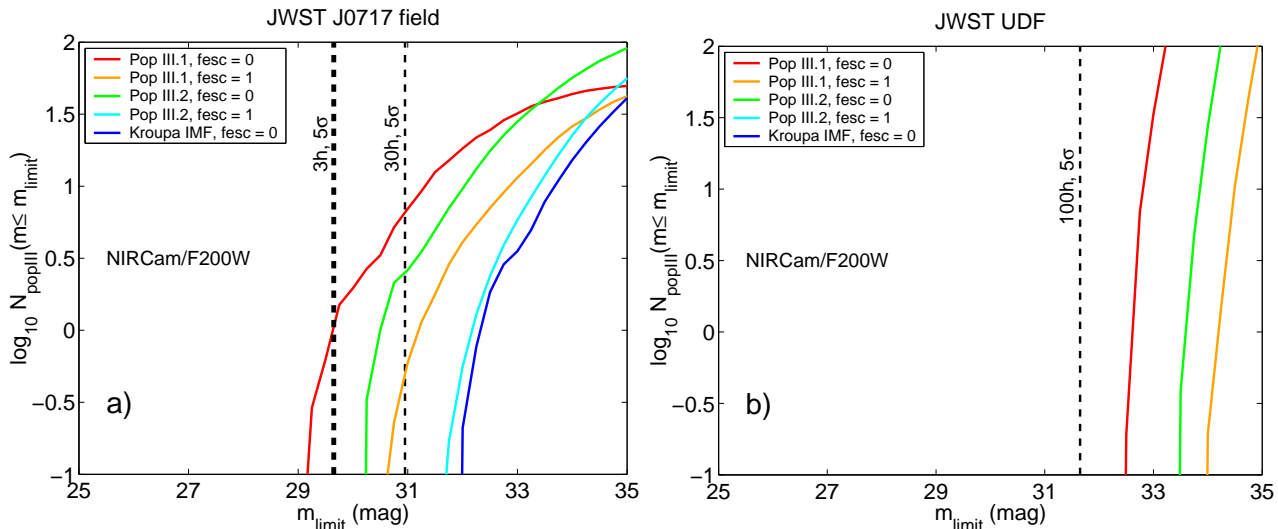 JWST J0717 field
log10 NpopIII(m≤ mlimit)
2
1.5
1
0.5
0
−0.5
−1
Pop III.1, fesc = 0
Pop III.1, fesc = 1
Pop III.2, fesc = 0
Pop III.2, fesc = 1
Kroupa IMF, fesc = 0
3h, 5σ
30h, 5σ
NIRCam/F200W
a)
25 27 29 31 33 35
mlimit (mag)
JWST UDF
log10 NpopIII(m≤ mlimit)
2
1.5
1
0.5
0
−0.5
−1
Pop III.1, fesc = 0
Pop III.1, fesc = 1
Pop III.2, fesc = 0
Pop III.2, fesc = 1
Kroupa IMF, fesc = 0
100h, 5σ
NIRCam/F200W
b)
25 27 29 31 33 35
mlimit (mag)